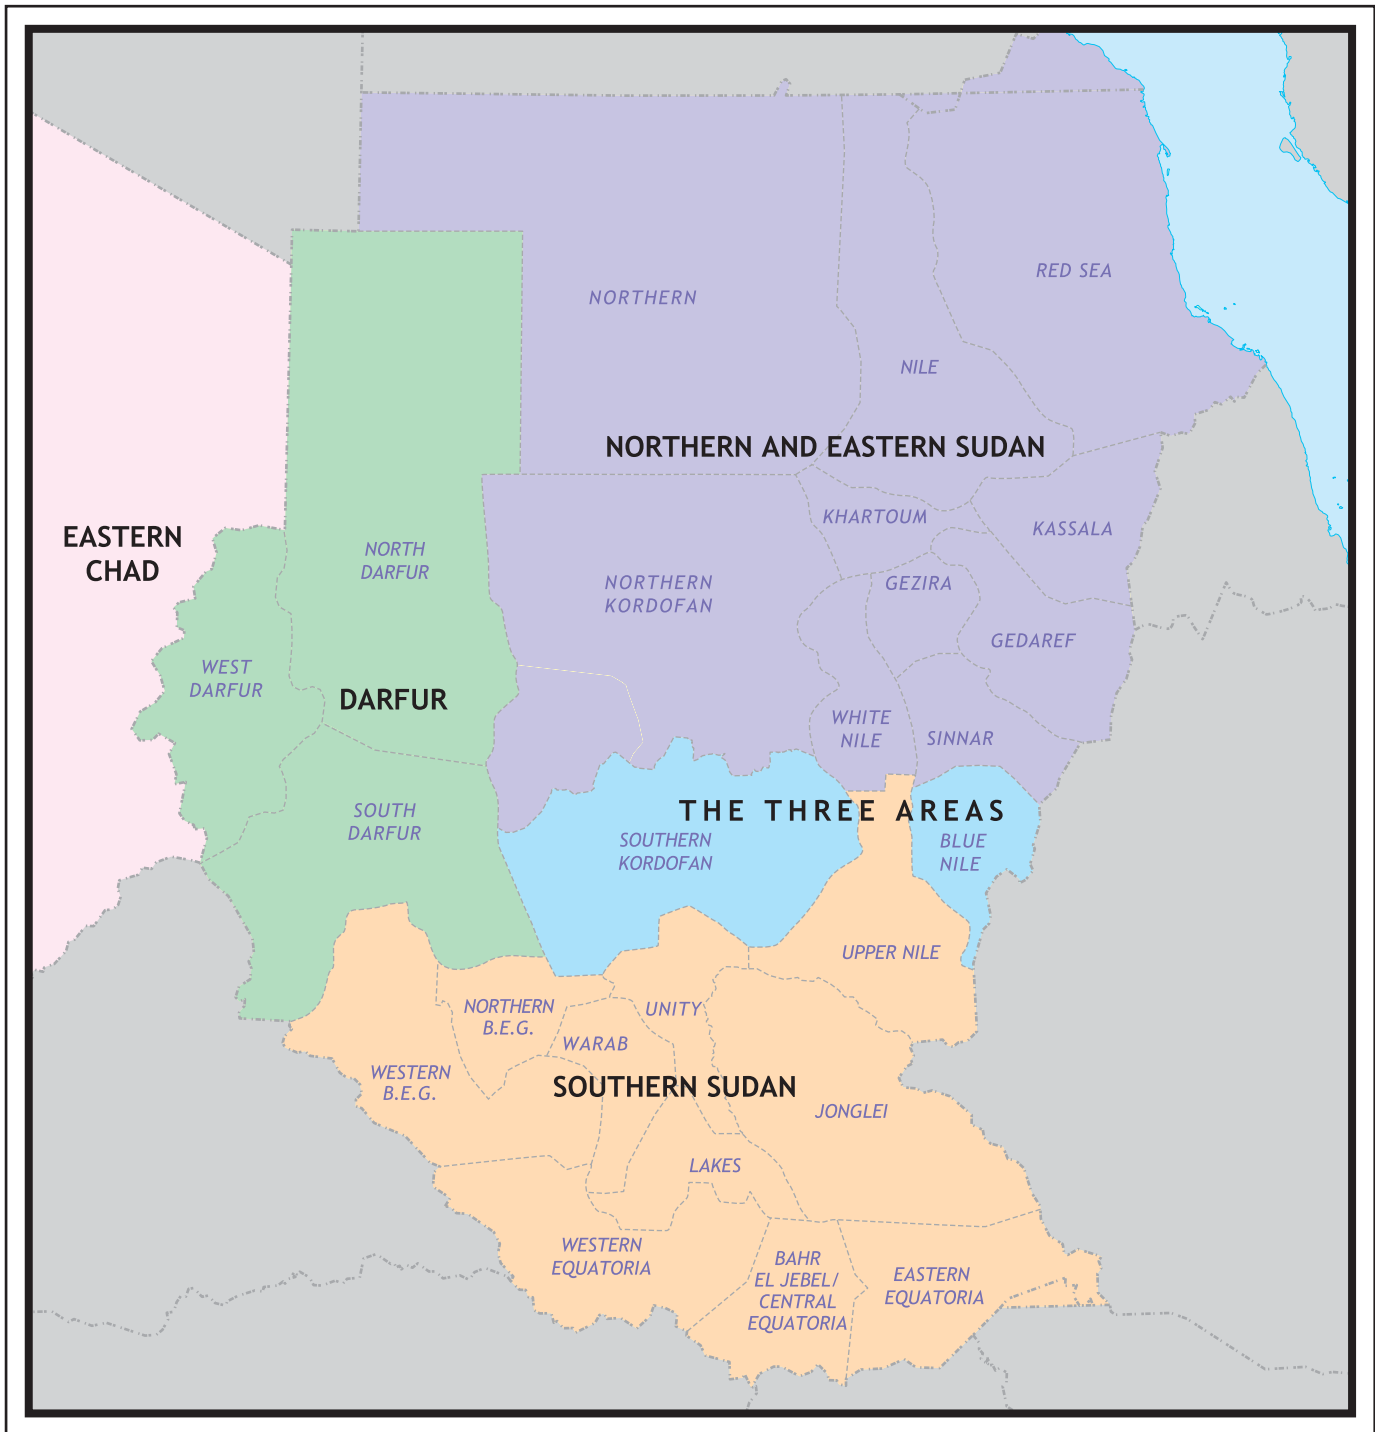 RED SEA
NORTHERN
NILE
NORTHERN AND EASTERN SUDAN
KHARTOUM
KASSALA
EASTERN
CHAD
NORTH
DARFUR
NORTHERN
KORDOFAN
GEZIRA
GEDAREF
WEST
DARFUR
DARFUR
WHITE
NILE
SINNAR
SOUTH
DARFUR
THE THREE AREAS
SOUTHERN
KORDOFAN
BLUE
NILE
UPPER NILE
NORTHERN
B.E.G.
UNITY
WARAB
WESTERN
B.E.G.
SOUTHERN SUDAN
JONGLEI
LAKES
WESTERN
EQUATORIA
BAHR
EL JEBEL/
CENTRAL
EQUATORIA
EASTERN
EQUATORIA